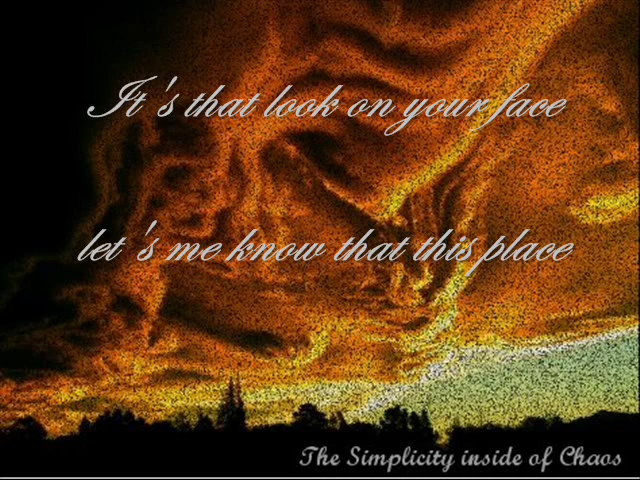 It's that look on your face
let's me know that this place
The Simplicity inside of Chaos